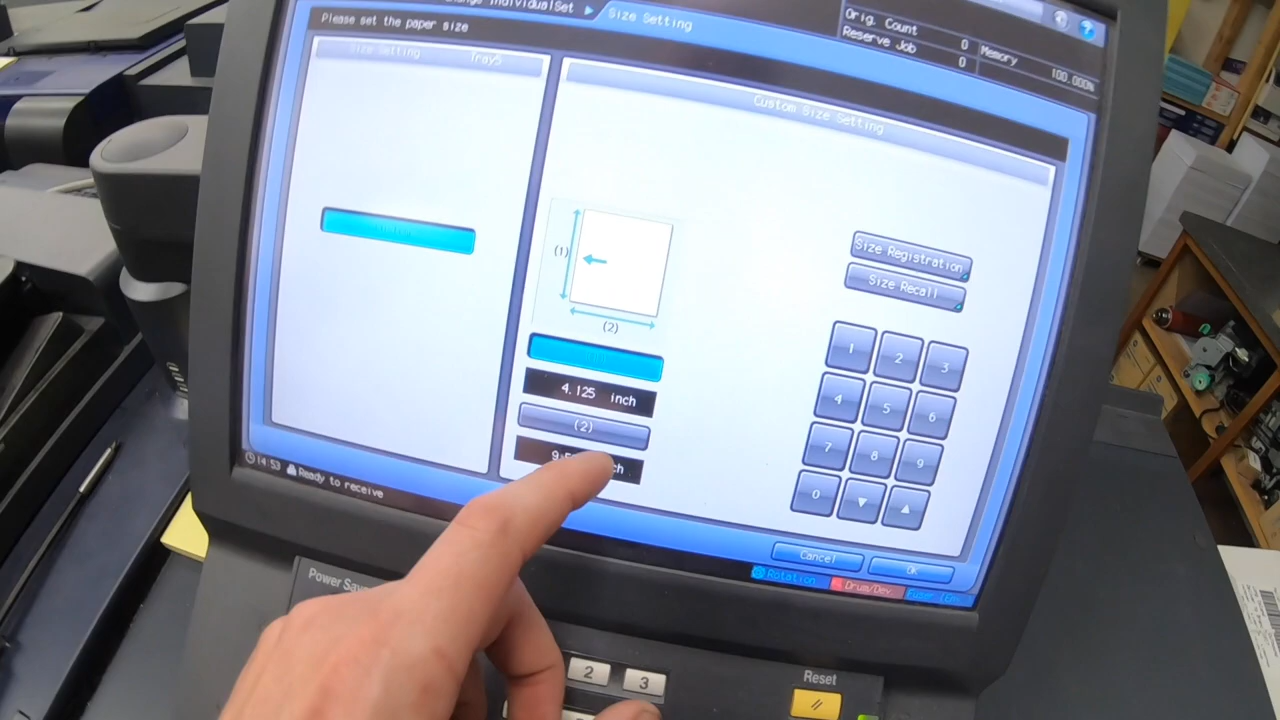 IndividualSet ▶ Size Setting
Orig. Count 0
Reserve Job 0
Memory 100.000%
Please set the paper size
Size Setting Tray5
Custom Size Setting
(1)
(2)
4.125 inch
(2)
Size Registration
Size Recall
1 2 3
4 5 6
7 8 9
0 ▼ ▲
14:53 Ready to receive
Cancel OK
Rotation Drum/Dev. Fuser
Power Save
2 3
Reset